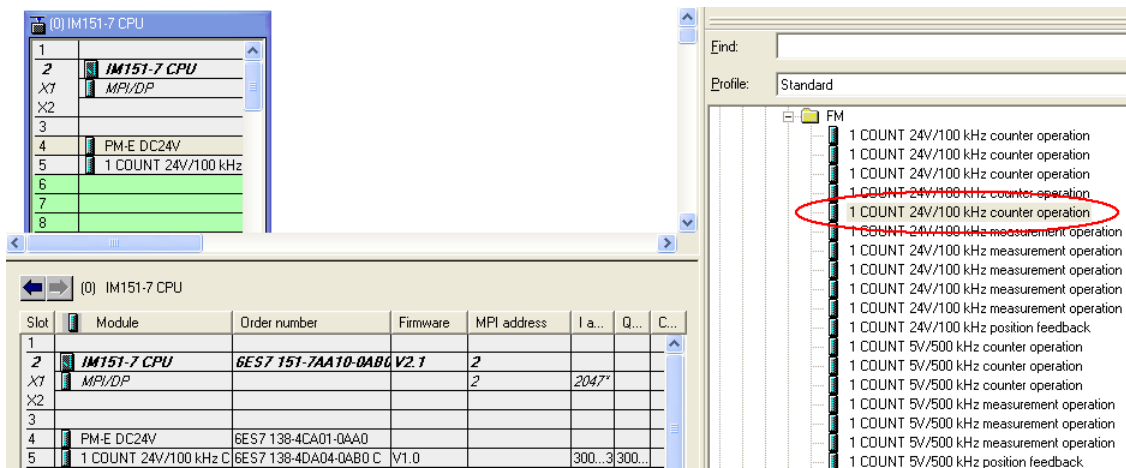 (0) IM151-7 CPU
1
2 IM151-7 CPU
X1 MPI/DP
X2
3
4 PM-E DC24V
5 1 COUNT 24V/100 kHz
6
7
8
Find:
Profile: Standard
FM
1 COUNT 24V/100 kHz counter operation
1 COUNT 24V/100 kHz counter operation
1 COUNT 24V/100 kHz counter operation
1 COUNT 24V/100 kHz counter operation
1 COUNT 24V/100 kHz counter operation
1 COUNT 24V/100 kHz measurement operation
1 COUNT 24V/100 kHz measurement operation
1 COUNT 24V/100 kHz measurement operation
1 COUNT 24V/100 kHz measurement operation
1 COUNT 24V/100 kHz measurement operation
1 COUNT 24V/100 kHz position feedback
1 COUNT 5V/500 kHz counter operation
1 COUNT 5V/500 kHz counter operation
1 COUNT 5V/500 kHz counter operation
1 COUNT 5V/500 kHz measurement operation
1 COUNT 5V/500 kHz measurement operation
1 COUNT 5V/500 kHz measurement operation
1 COUNT 5V/500 kHz position feedback
(0) IM151-7 CPU
Slot Module Order number Firmware MPI address I a... Q... C...
1
2 IM151-7 CPU 6ES7 151-7AA10-0AB0 V2.1 2
X1 MPI/DP 2 2047*
X2
3
4 PM-E DC24V 6ES7 138-4CA01-0AA0
5 1 COUNT 24V/100 kHz C 6ES7 138-4DA04-0AB0 C V1.0 300...3 300...